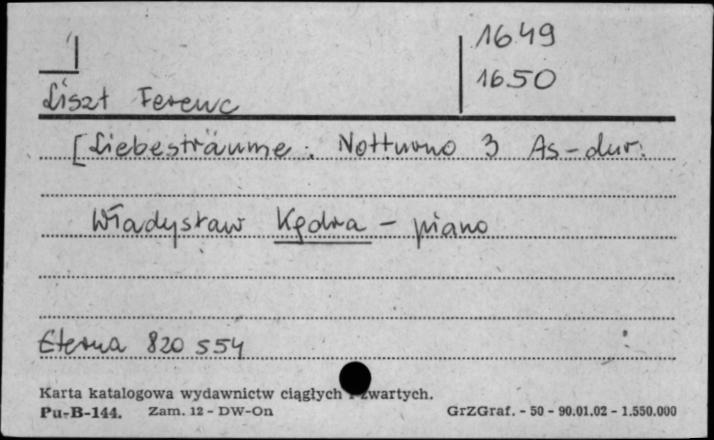 1649
1650
Liszt Ferenc
[Liebesträume. Notturno 3 As-dur.
Władysław Kędra - piano
Eterna 820 554
Karta katalogowa wydawnictw ciągłych i zwartych.
Pu-B-144. Zam. 12 - DW-On GrZGraf. - 50 - 90.01.02 - 1.550.000